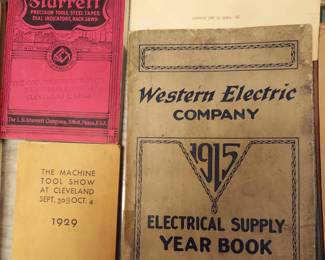 Starrett
PRECISION TOOLS, STEEL TAPES,
DIAL INDICATORS, HACK SAWS
The L.S. Starrett Company, Athol, Mass., U.S.A.
THE MACHINE
TOOL SHOW
AT CLEVELAND
SEPT. 30 OCT. 4
1929
Western Electric
COMPANY
1915
ELECTRICAL SUPPLY
YEAR BOOK